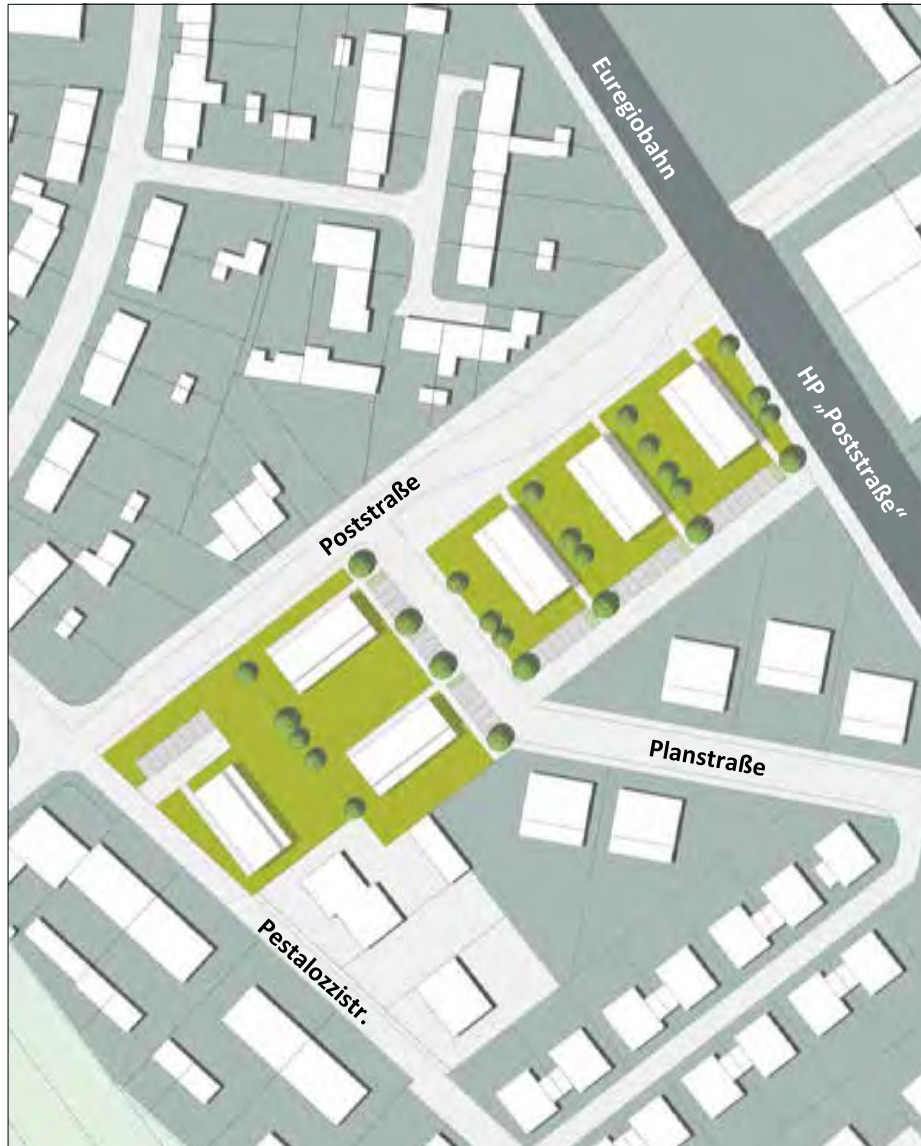 Euregiobahn
HP „Poststraße“
Poststraße
Planstraße
Pestalozzistr.